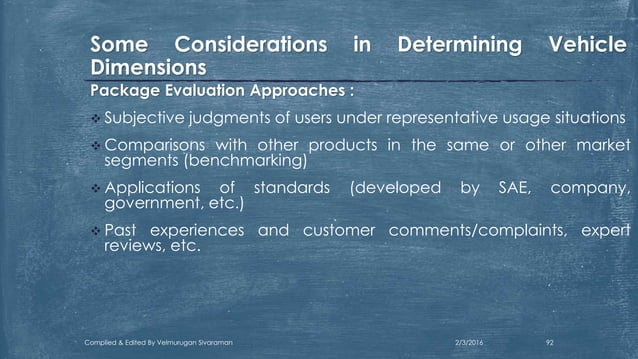 Some Considerations in Determining Vehicle
Dimensions
Package Evaluation Approaches :
❖ Subjective judgments of users under representative usage situations
❖ Comparisons with other products in the same or other market
segments (benchmarking)
❖ Applications of standards (developed by SAE, company,
government, etc.)
❖ Past experiences and customer comments/complaints, expert
reviews, etc.
Complied & Edited By Velmurugan Sivaraman 2/3/2016 92